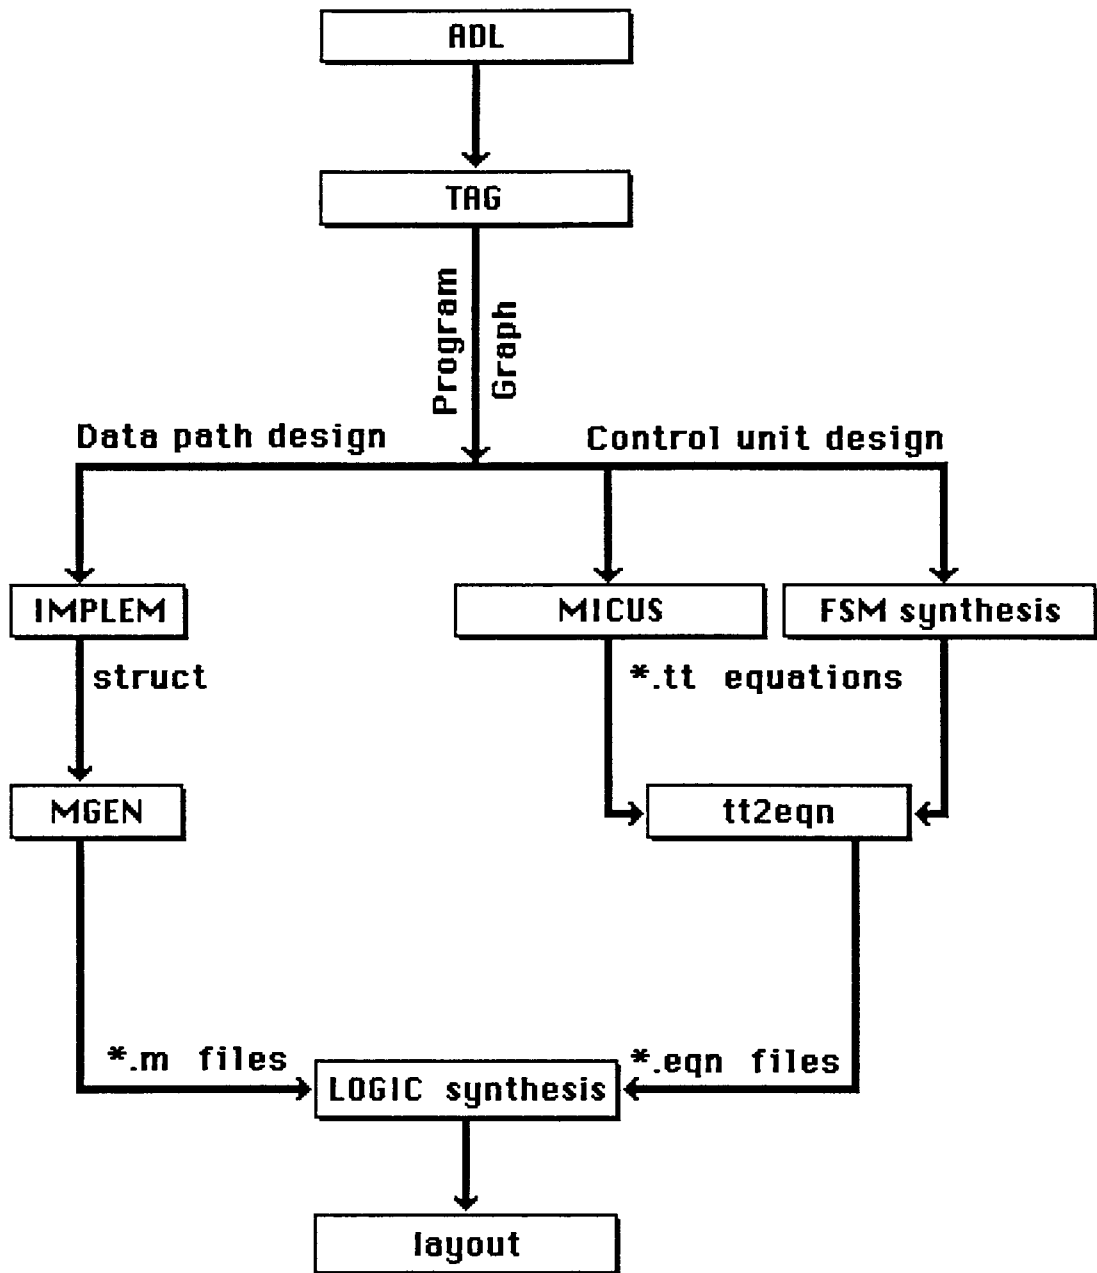 ADL
TAG
Program
Graph
Data path design
Control unit design
IMPLEM
MICUS
FSM synthesis
struct
*.tt equations
MGEN
tt2eqn
*.m files
*.eqn files
LOGIC synthesis
layout